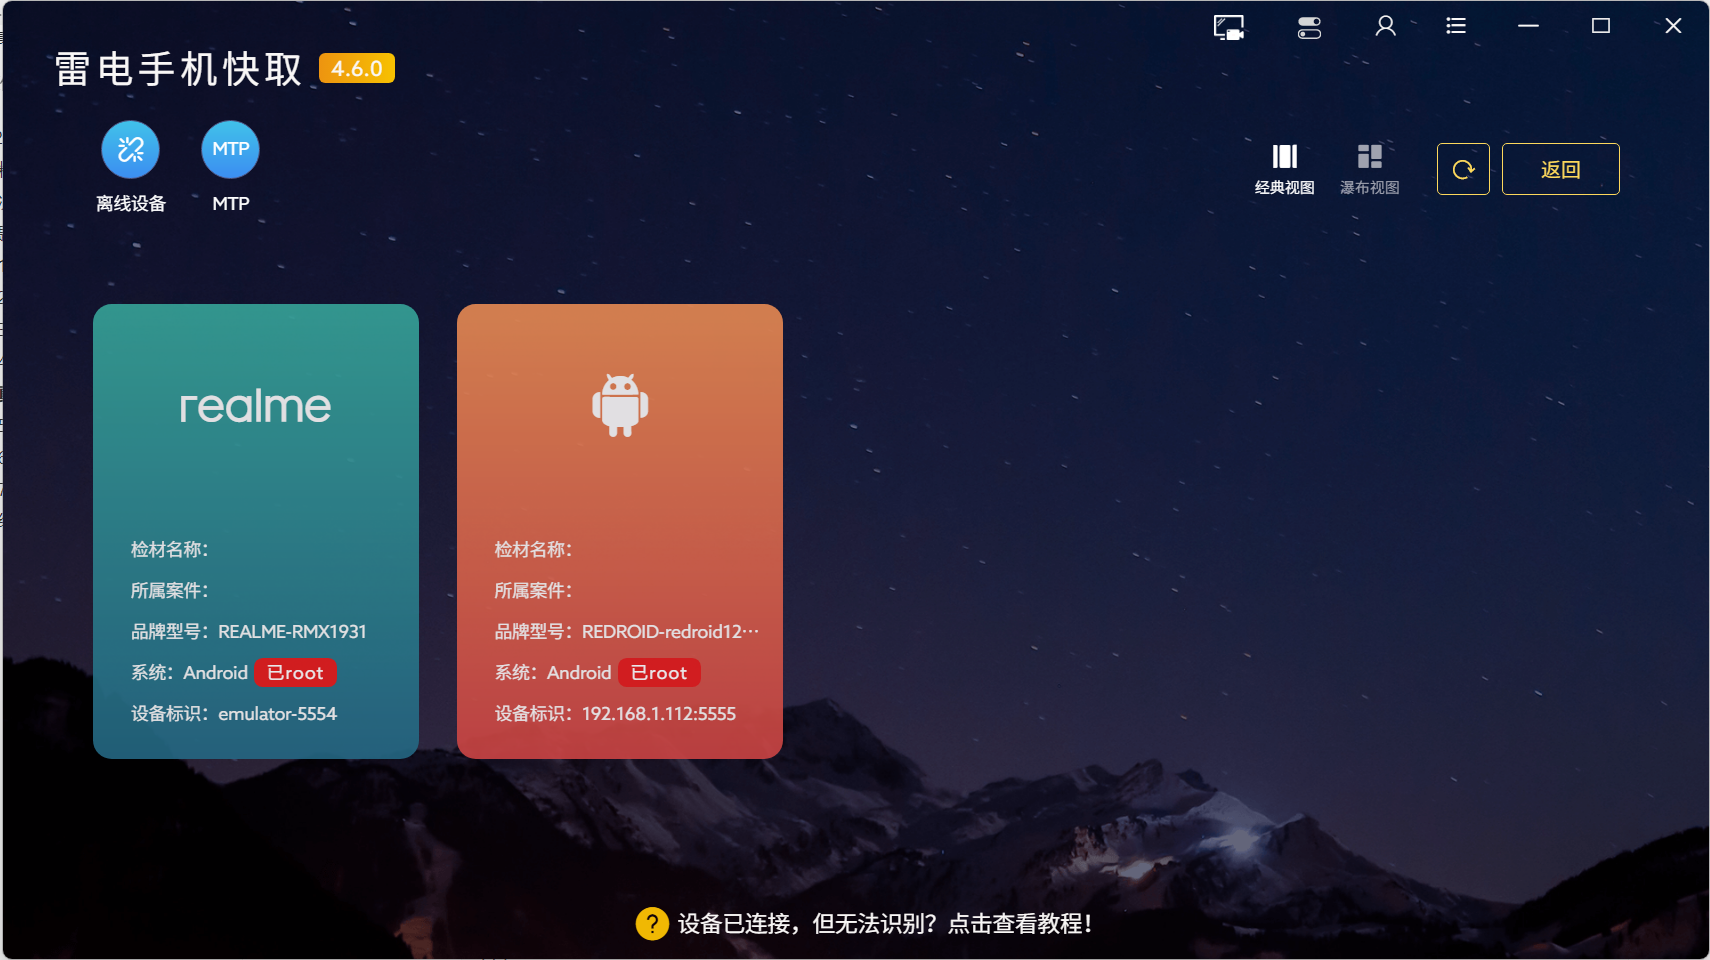 雷电手机快取 4.6.0
MTP
离线设备
MTP
经典视图
瀑布视图
返回
realme
检材名称：
所属案件：
品牌型号：REALME-RMX1931
系统：Android 已root
设备标识：emulator-5554
检材名称：
所属案件：
品牌型号：REDROID-redroid12···
系统：Android 已root
设备标识：192.168.1.112:5555
? 设备已连接，但无法识别？点击查看教程！